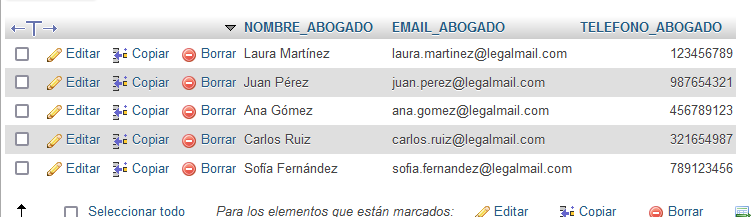 NOMBRE_ABOGADO EMAIL_ABOGADO TELEFONO_ABOGADO
Editar Copiar Borrar Laura Martínez laura.martinez@legalmail.com 123456789
Editar Copiar Borrar Juan Pérez juan.perez@legalmail.com 987654321
Editar Copiar Borrar Ana Gómez ana.gomez@legalmail.com 456789123
Editar Copiar Borrar Carlos Ruiz carlos.ruiz@legalmail.com 321654987
Editar Copiar Borrar Sofía Fernández sofia.fernandez@legalmail.com 789123456
Seleccionar todo Para los elementos que están marcados: Editar Copiar Borrar